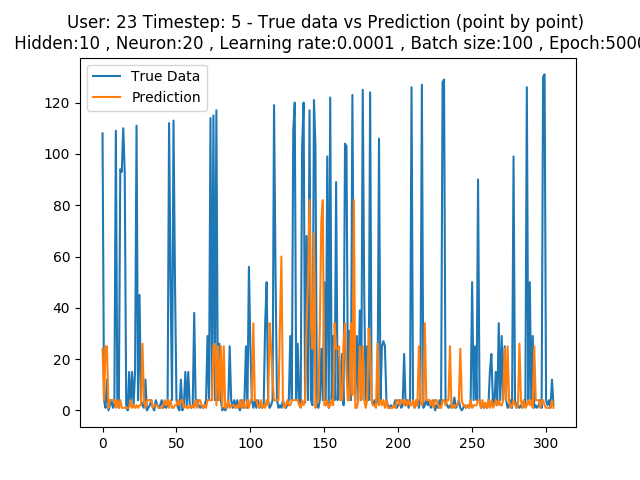 User: 23 Timestep: 5 - True data vs Prediction (point by point)
Hidden:10 , Neuron:20 , Learning rate:0.0001 , Batch size:100 , Epoch:5000
True Data
Prediction
120
100
80
60
40
20
0
0 50 100 150 200 250 300